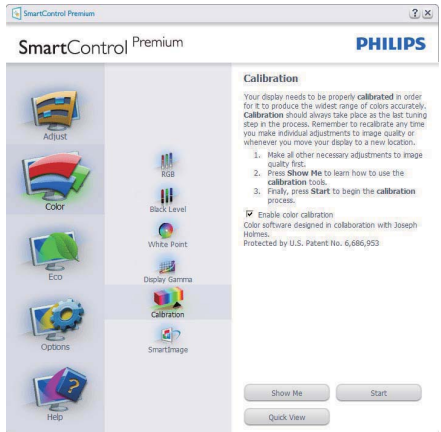 SmartControl Premium
? ×
SmartControl Premium
PHILIPS
Adjust
Color
Eco
Options
Help
RGB
Black Level
White Point
Display Gamma
Calibration
SmartImage
Calibration
Your display needs to be properly calibrated in order
for it to produce the widest range of colors accurately.
Calibration should always take place as the last tuning
step in the process. Remember to recalibrate any time
you make individual adjustments to image quality or
whenever you move your display to a new location.
1. Make all other necessary adjustments to image
quality first.
2. Press Show Me to learn how to use the
calibration tools.
3. Finally, press Start to begin the calibration
process.
Enable color calibration
Color software designed in collaboration with Joseph
Holmes.
Protected by U.S. Patent No. 6,686,953
Show Me
Start
Quick View